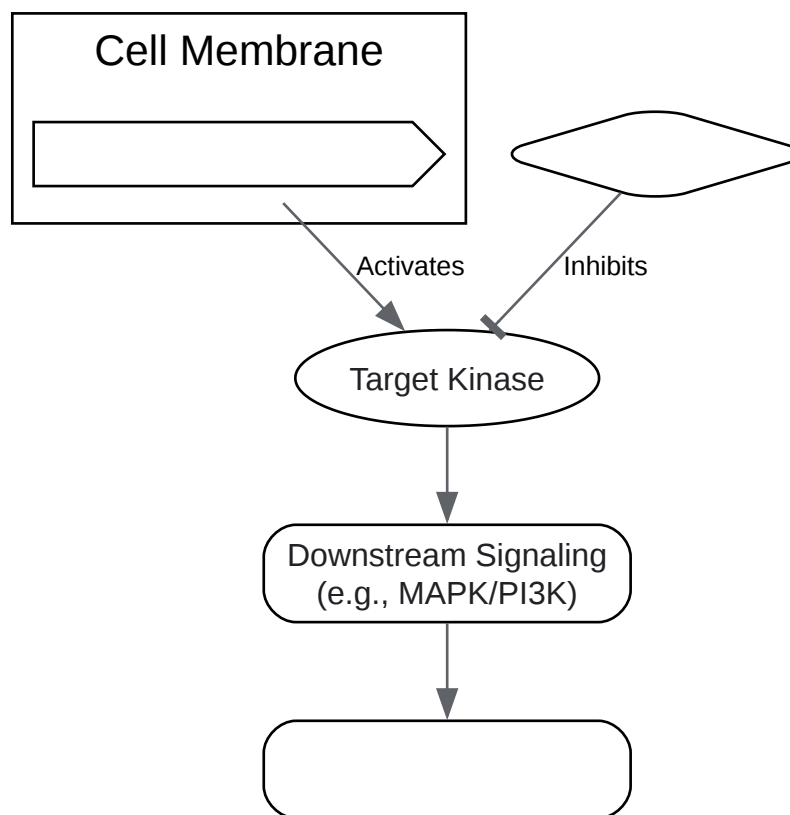 Cell Membrane
Activates
Inhibits
Target Kinase
Downstream Signaling
(e.g., MAPK/PI3K)